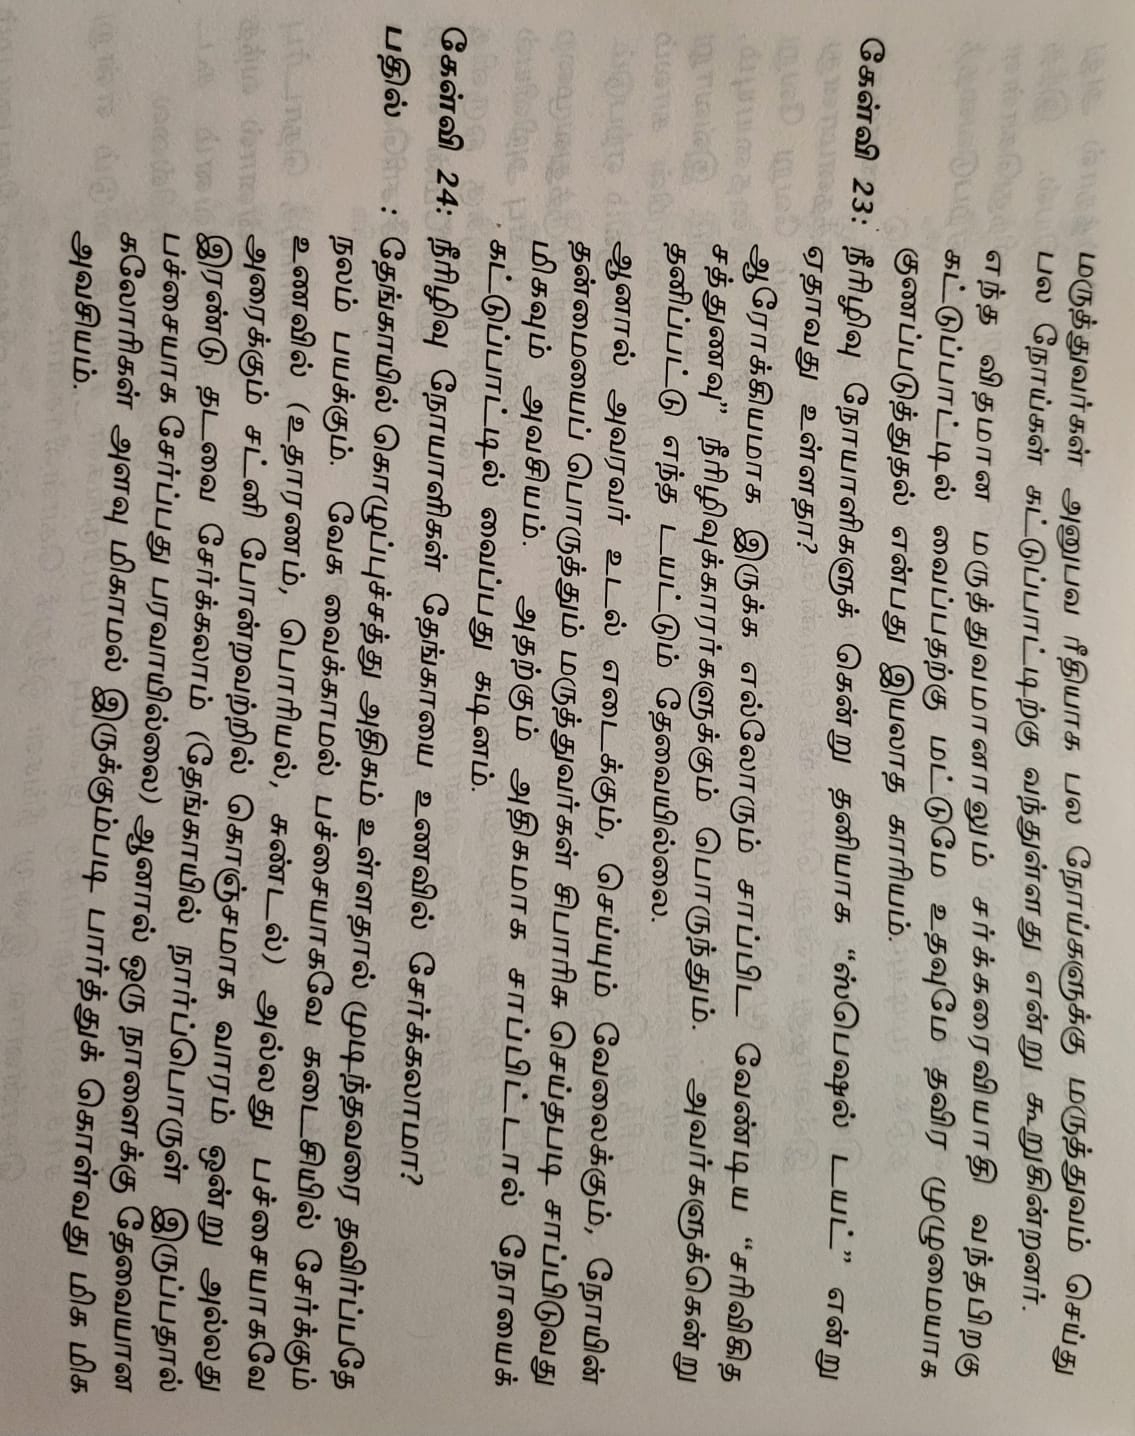 மருத்துவர்கள் அனுபவ ரீதியாக பல நோய்களுக்கு மருத்துவம் செய்து
பல நோய்கள் கட்டுப்பாட்டிற்கு வந்துள்ளது என்று கூறுகின்றனர்.
எந்த விதமான மருத்துவமானாலும் சர்க்கரைவியாதி வந்தபிறகு
கட்டுப்பாட்டில் வைப்பதற்கு மட்டுமே உதவுமே தவிர முழுமையாக
குணப்படுத்துதல் என்பது இயலாத காரியம்.
கேள்வி 23: நீரிழிவு நோயாளிகளுக் கென்று தனியாக “ஸ்பெஷல் டயட்” என்று
ஏதாவது உள்ளதா?
ஆரோக்கியமாக இருக்க எல்லோரும் சாப்பிட வேண்டிய “சரிவிகித
சத்துணவு” நீரிழிவுக்காரர்களுக்கும் பொருந்தும். அவர்களுக்கென்று
தனிப்பட்டு எந்த டயட்டும் தேவையில்லை.
ஆனால் அவரவர் உடல் எடைக்கும், செய்யும் வேலைக்கும், நோயின்
தன்மையைப் பொருத்தும் மருத்துவர்கள் சிபாரிசு செய்தபடி சாப்பிடுவது
மிகவும் அவசியம். அதற்கும் அதிகமாக சாப்பிட்டால் நோயைக்
கட்டுப்பாட்டில் வைப்பது கடினம்.
கேள்வி 24: நீரிழிவு நோயாளிகள் தேங்காயை உணவில் சேர்க்கலாமா?
பதில் : தேங்காயில் கொழுப்புச்சத்து அதிகம் உள்ளதால் முடிந்தவரை தவிர்ப்பதே
நலம் பயக்கும். வேக வைக்காமல் பச்சையாகவே கடைசியில் சேர்க்கும்
உணவில் (உதாரணம், பொரியல், சுண்டல்) அல்லது பச்சையாகவே
அரைக்கும் சட்னி போன்றவற்றில் கொஞ்சமாக வாரம் ஒன்று அல்லது
இரண்டு தடவை சேர்க்கலாம் (தேங்காயில் நார்ப்பொருள் இருப்பதால்
பச்சையாக சேர்ப்பது பரவாயில்லை) ஆனால் ஒரு நாளைக்கு தேவையான
கலோரிகள் அளவு மிகாமல் இருக்கும்படி பார்த்துக் கொள்வது மிக மிக
அவசியம்.